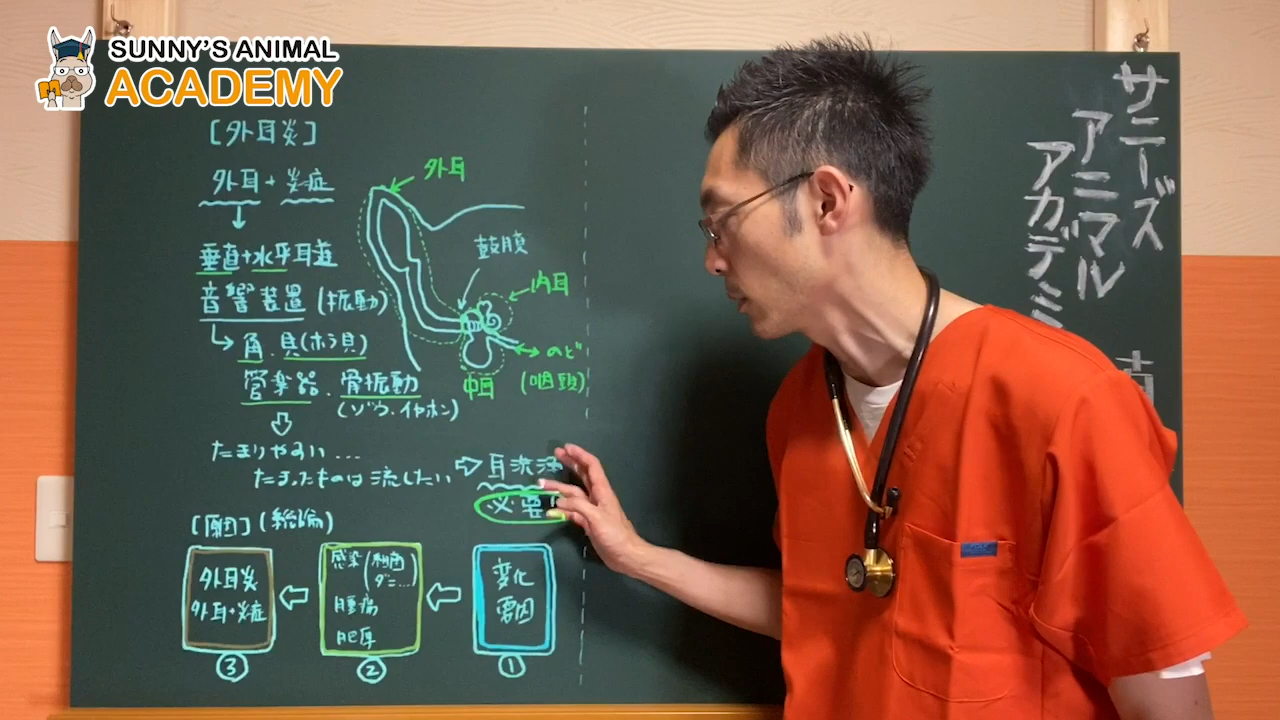 SUNNY'S ANIMAL
ACADEMY
[外耳炎]
外耳+炎症
垂直+水平耳道
音響装置(振動)
角.貝(ホラ貝)
管楽器.骨振動
(ゾウ.イヤホン)
たまりやすい...
たまったものは流したい
耳洗浄
必要
外耳
鼓膜
内耳
のど
(咽頭)
中耳
[原因](総論)
外耳炎
外耳+炎症
③
感染(細菌
ダニ...)
腫瘍
肥厚
②
変化
要因
①
サニーズ
アニマル
アカデミ